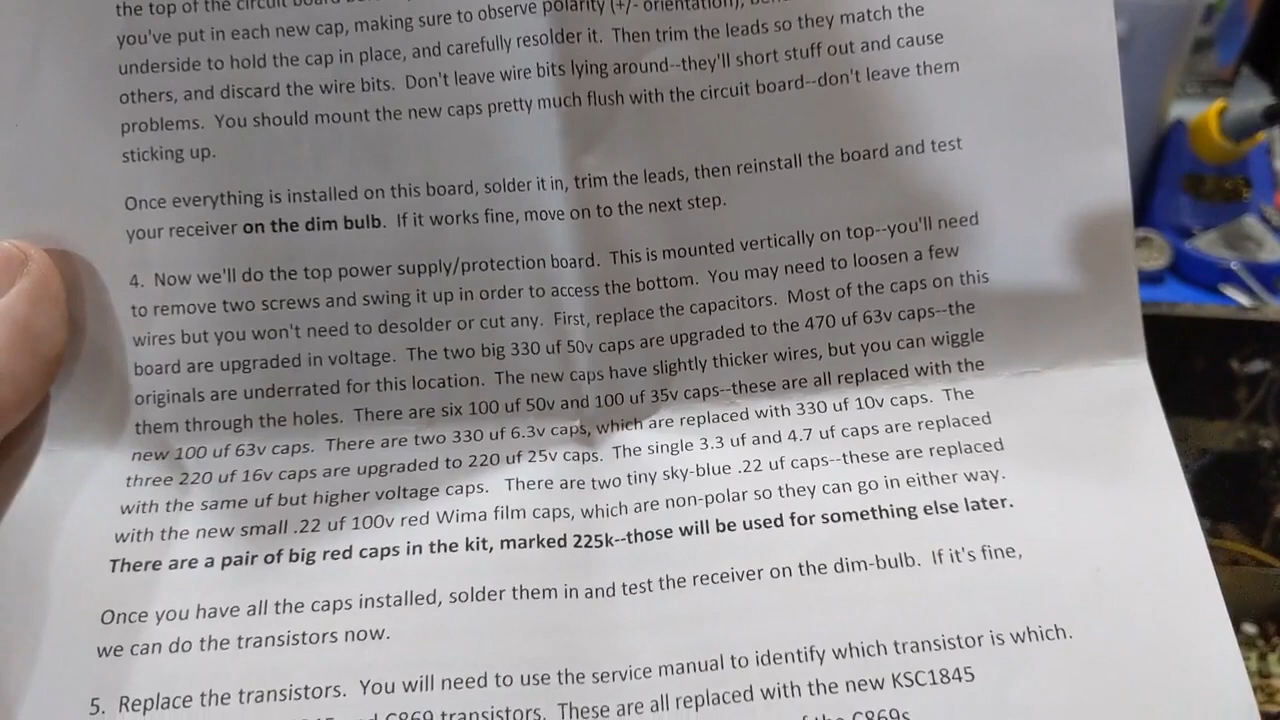 the top of the circuit board
you've put in each new cap, making sure to observe polarity (+/- orientation),
underside to hold the cap in place, and carefully resolder it. Then trim the leads so they match the
others, and discard the wire bits. Don't leave wire bits lying around--they'll short stuff out and cause
problems. You should mount the new caps pretty much flush with the circuit board--don't leave them
sticking up.
Once everything is installed on this board, solder it in, trim the leads, then reinstall the board and test
your receiver on the dim bulb. If it works fine, move on to the next step.
4. Now we'll do the top power supply/protection board. This is mounted vertically on top--you'll need
to remove two screws and swing it up in order to access the bottom. You may need to loosen a few
wires but you won't need to desolder or cut any. First, replace the capacitors. Most of the caps on this
board are upgraded in voltage. The two big 330 uf 50v caps are upgraded to the 470 uf 63v caps--the
originals are underrated for this location. The new caps have slightly thicker wires, but you can wiggle
them through the holes. There are six 100 uf 50v and 100 uf 35v caps--these are all replaced with the
new 100 uf 63v caps. There are two 330 uf 6.3v caps, which are replaced with 330 uf 10v caps. The
three 220 uf 16v caps are upgraded to 220 uf 25v caps. The single 3.3 uf and 4.7 uf caps are replaced
with the same uf but higher voltage caps. There are two tiny sky-blue .22 uf caps--these are replaced
with the new small .22 uf 100v red Wima film caps, which are non-polar so they can go in either way.
There are a pair of big red caps in the kit, marked 225k--those will be used for something else later.
Once you have all the caps installed, solder them in and test the receiver on the dim-bulb. If it's fine,
we can do the transistors now.
5. Replace the transistors. You will need to use the service manual to identify which transistor is which.
C869 transistors. These are all replaced with the new KSC1845
C869s